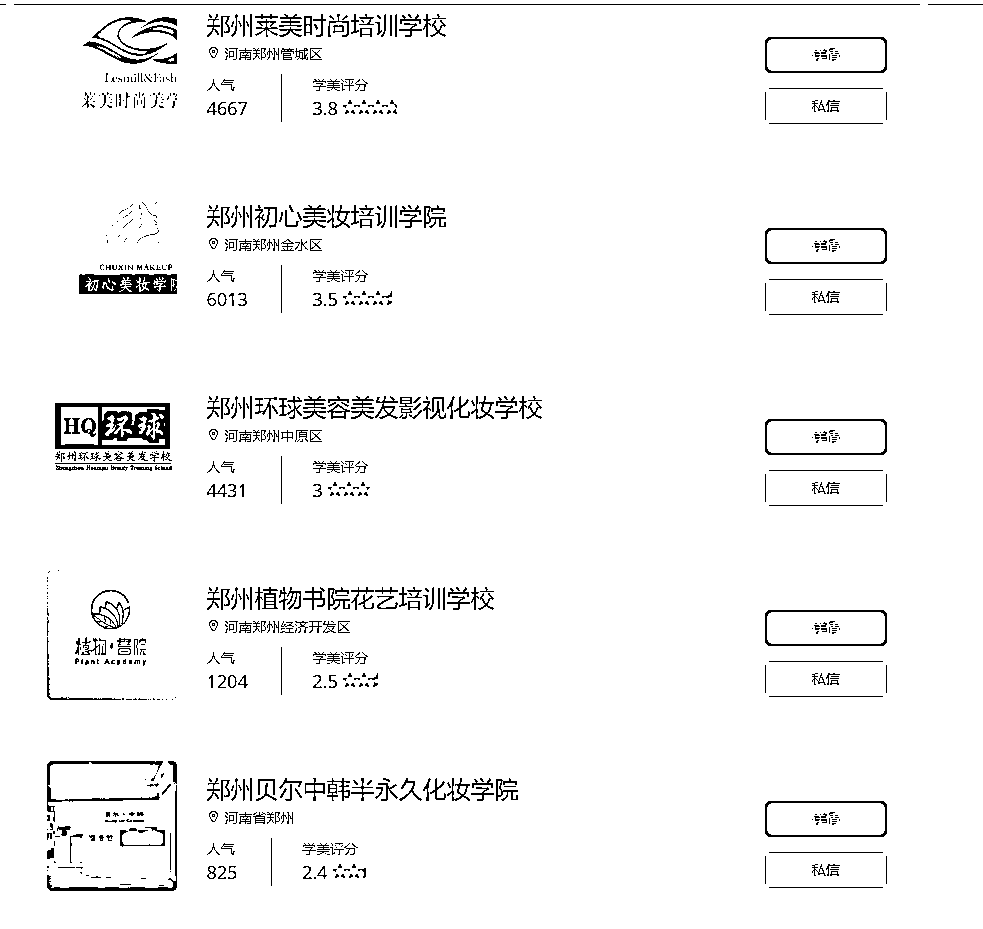 Lesmill&Fash
莱美时尚美学
郑州莱美时尚培训学校
河南郑州管城区
人气
学美评分
4667
3.8
私信
CHUXIN MAKEUP
初心美妆学院
郑州初心美妆培训学院
河南郑州金水区
人气
学美评分
6013
3.5
私信
HQ环球
郑州环球美容美发学校
郑州环球美容美发影视化妆学校
河南郑州中原区
人气
学美评分
4431
3
私信
植物·书院
Plant Academy
郑州植物书院花艺培训学校
河南郑州经济开发区
人气
学美评分
1204
2.5
私信
郑州贝尔中韩半永久化妆学院
河南省郑州
人气
学美评分
825
2.4
私信